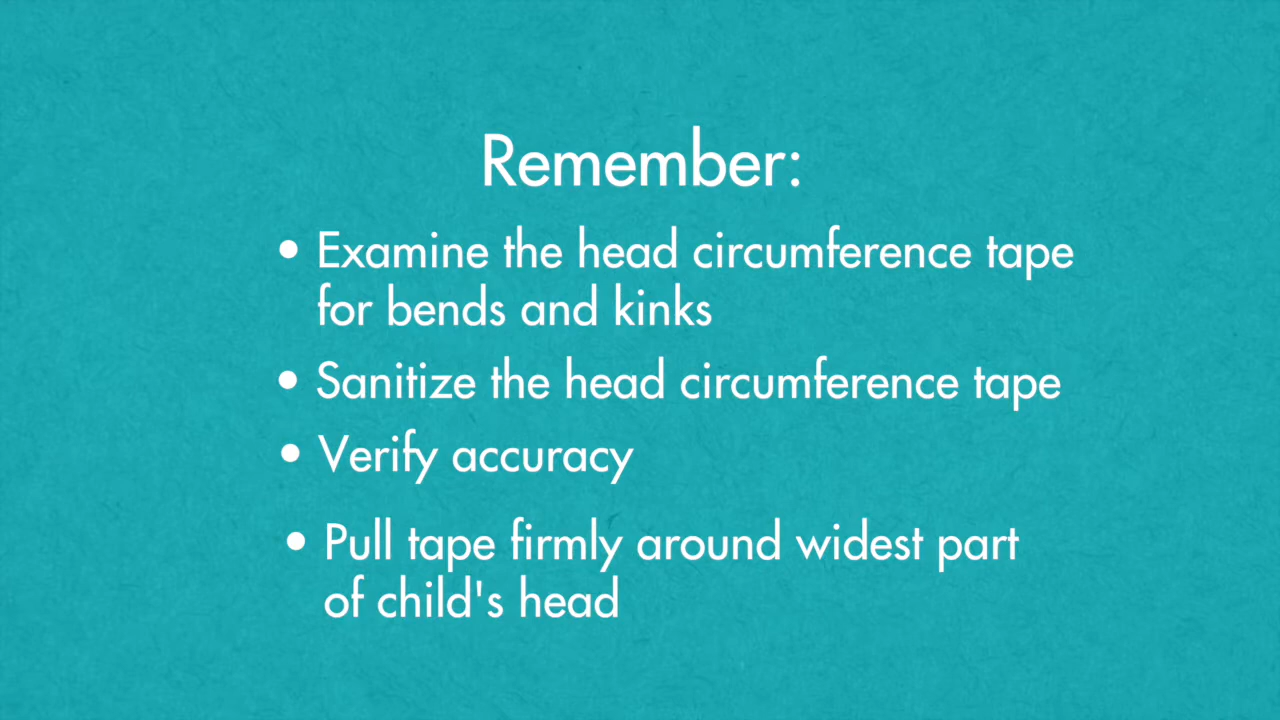 Remember:
• Examine the head circumference tape
for bends and kinks
• Sanitize the head circumference tape
• Verify accuracy
• Pull tape firmly around widest part
of child's head